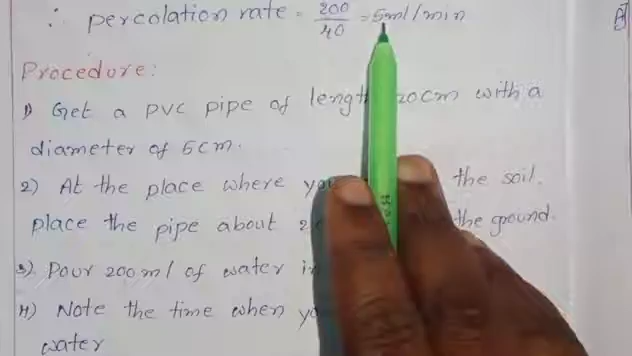 ∴ percolation rate = 200/40 = 5ml/min
Procedure:
1) Get a PVC pipe of length 20cm with a
diameter of 5cm.
2) At the place where the soil.
place the pipe about the ground.
3) Pour 200ml of water
4) Note the time when
water